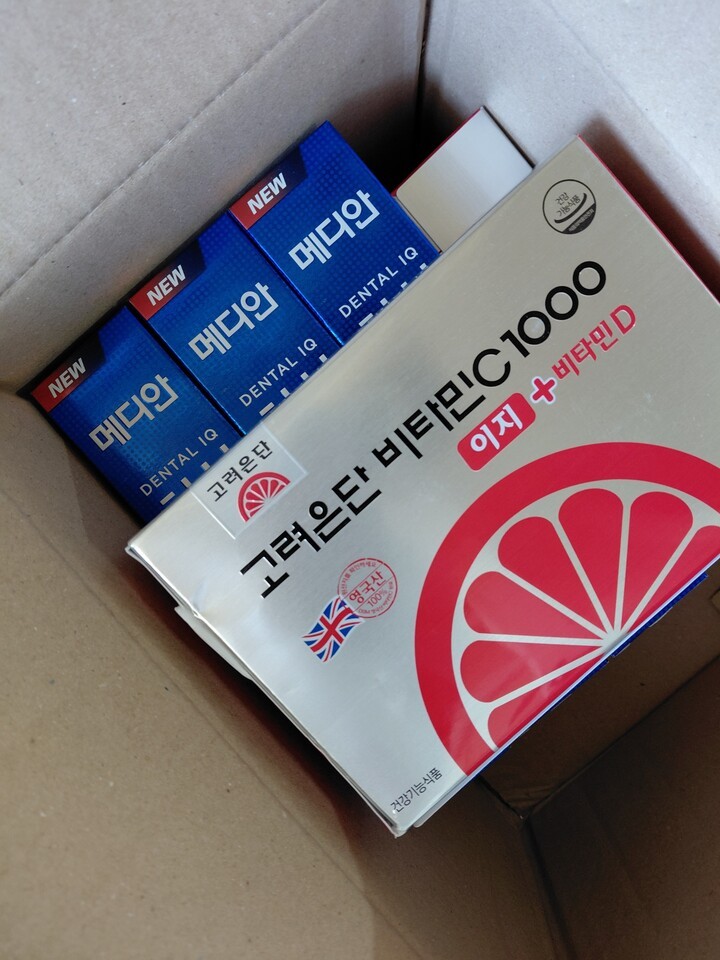 NEW
메디안
DENTAL IQ
NEW
메디안
DENTAL IQ
NEW
메디안
DENTAL IQ
고려은단
고려은단 비타민C1000
이지+비타민D
영국산
100%
건강기능식품